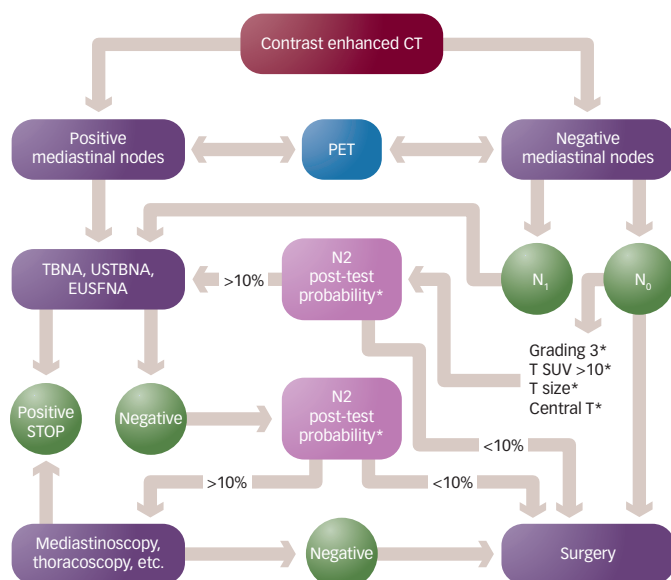 Contrast enhanced CT
Positive
mediastinal nodes
PET
Negative
mediastinal nodes
TBNA, USTBNA,
EUSFNA
>10%
N2
post-test
probability*
N₁
N₀
Grading 3*
T SUV >10*
T size*
Central T*
Positive
STOP
Negative
N2
post-test
probability*
<10%
>10%
<10%
Mediastinoscopy,
thoracoscopy, etc.
Negative
Surgery